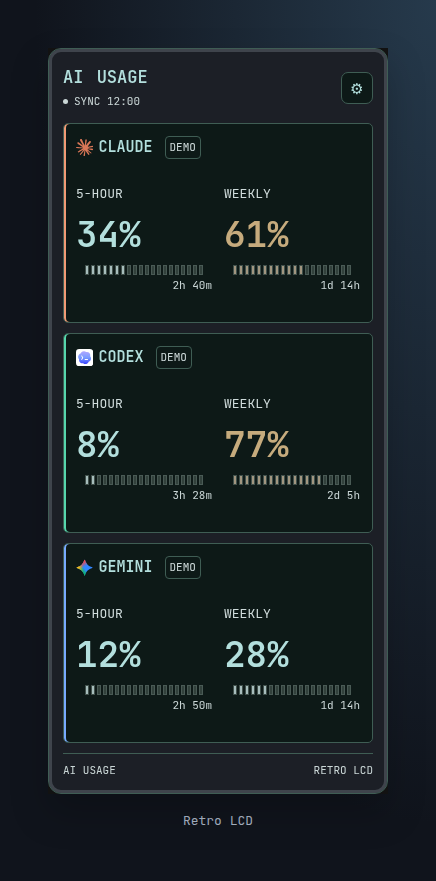 AI USAGE
SYNC 12:00
CLAUDE DEMO
5-HOUR WEEKLY
34% 61%
2h 40m 1d 14h
CODEX DEMO
5-HOUR WEEKLY
8% 77%
3h 28m 2d 5h
GEMINI DEMO
5-HOUR WEEKLY
12% 28%
2h 50m 1d 14h
AI USAGE RETRO LCD
Retro LCD